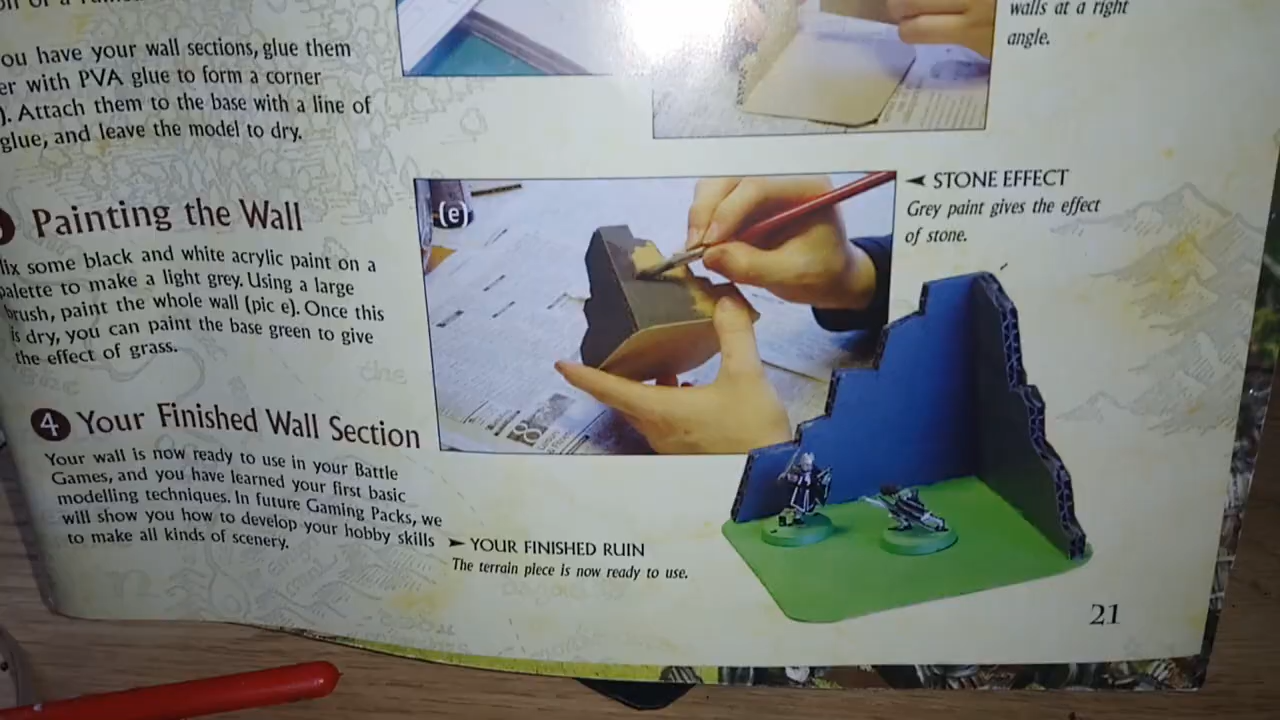 you have your wall sections, glue them
with PVA glue to form a corner
). Attach them to the base with a line of
glue, and leave the model to dry.
walls at a right
angle.
Painting the Wall
Mix some black and white acrylic paint on a
palette to make a light grey. Using a large
brush, paint the whole wall (pic e). Once this
is dry, you can paint the base green to give
the effect of grass.
(e)
◄ STONE EFFECT
Grey paint gives the effect
of stone.
4 Your Finished Wall Section
Your wall is now ready to use in your Battle
Games, and you have learned your first basic
modelling techniques. In future Gaming Packs, we
will show you how to develop your hobby skills
to make all kinds of scenery.
► YOUR FINISHED RUIN
The terrain piece is now ready to use.
21